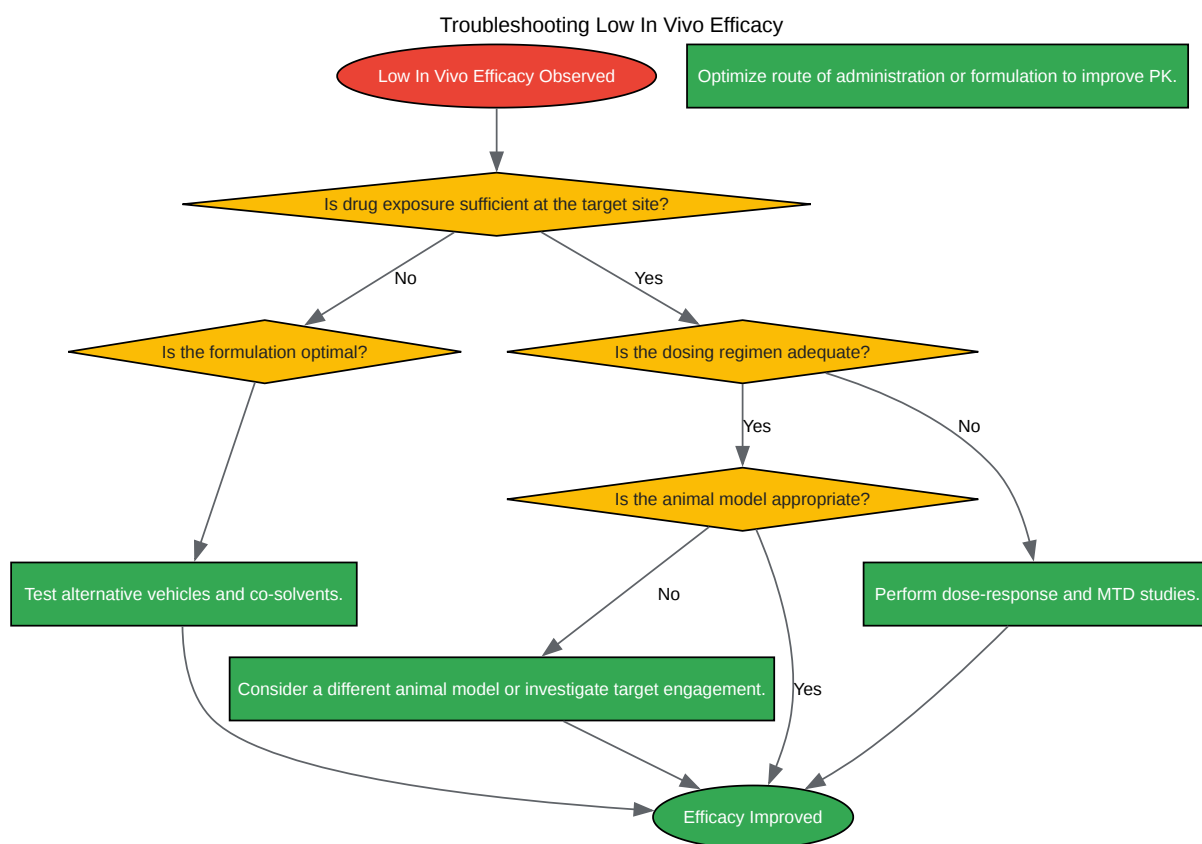 Troubleshooting Low In Vivo Efficacy
Low In Vivo Efficacy Observed
Optimize route of administration or formulation to improve PK.
Is drug exposure sufficient at the target site?
No
Yes
Is the formulation optimal?
Is the dosing regimen adequate?
Yes
No
Is the animal model appropriate?
Test alternative vehicles and co-solvents.
No
Perform dose-response and MTD studies.
Consider a different animal model or investigate target engagement.
Yes
Efficacy Improved